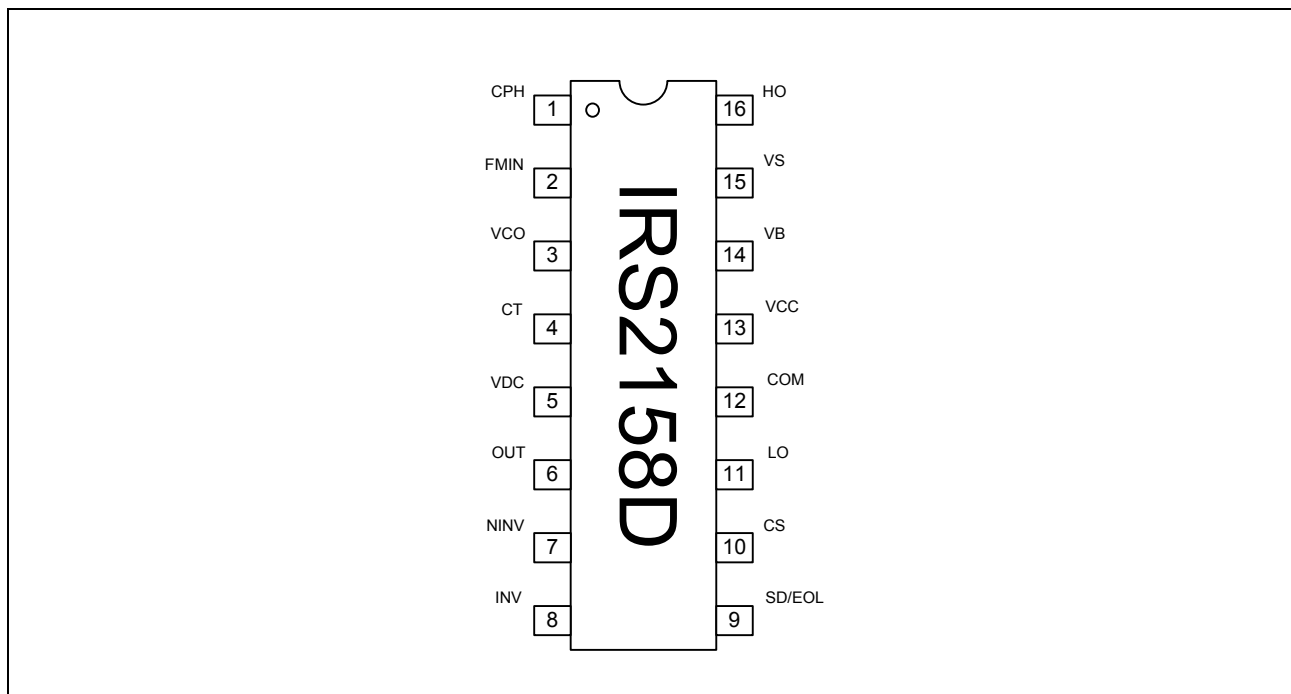 CPH 1 16 HO
FMIN 2 15 VS
VCO 3 14 VB
CT 4 13 VCC
VDC 5 12 COM
OUT 6 11 LO
NINV 7 10 CS
INV 8 9 SD/EOL
IRS2158D